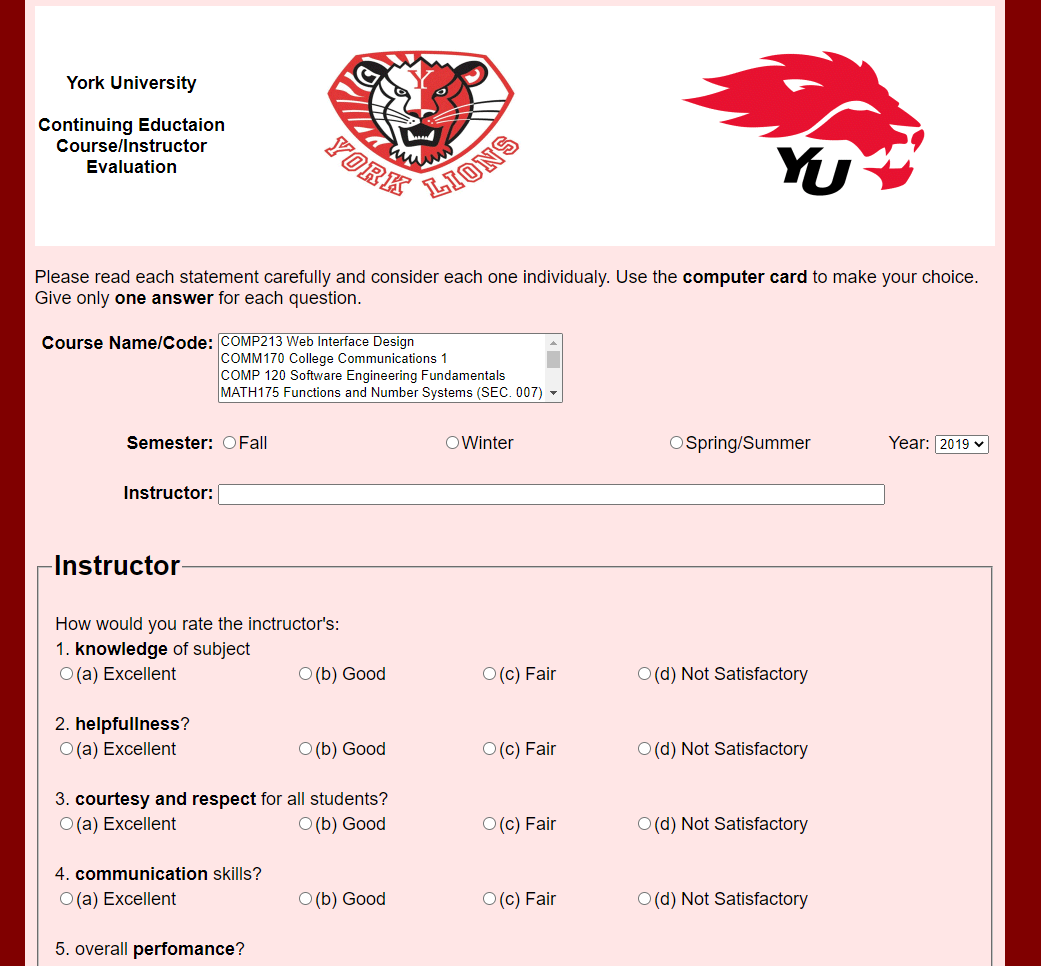 York University
Continuing Eductaion
Course/Instructor
Evaluation
Y
YORK LIONS
YU
Please read each statement carefully and consider each one individualy. Use the computer card to make your choice.
Give only one answer for each question.
Course Name/Code:
COMP213 Web Interface Design
COMM170 College Communications 1
COMP 120 Software Engineering Fundamentals
MATH175 Functions and Number Systems (SEC. 007)
Semester: Fall Winter Spring/Summer Year: 2019
Instructor:
Instructor
How would you rate the inctructor's:
1. knowledge of subject
(a) Excellent (b) Good (c) Fair (d) Not Satisfactory
2. helpfullness?
(a) Excellent (b) Good (c) Fair (d) Not Satisfactory
3. courtesy and respect for all students?
(a) Excellent (b) Good (c) Fair (d) Not Satisfactory
4. communication skills?
(a) Excellent (b) Good (c) Fair (d) Not Satisfactory
5. overall perfomance?